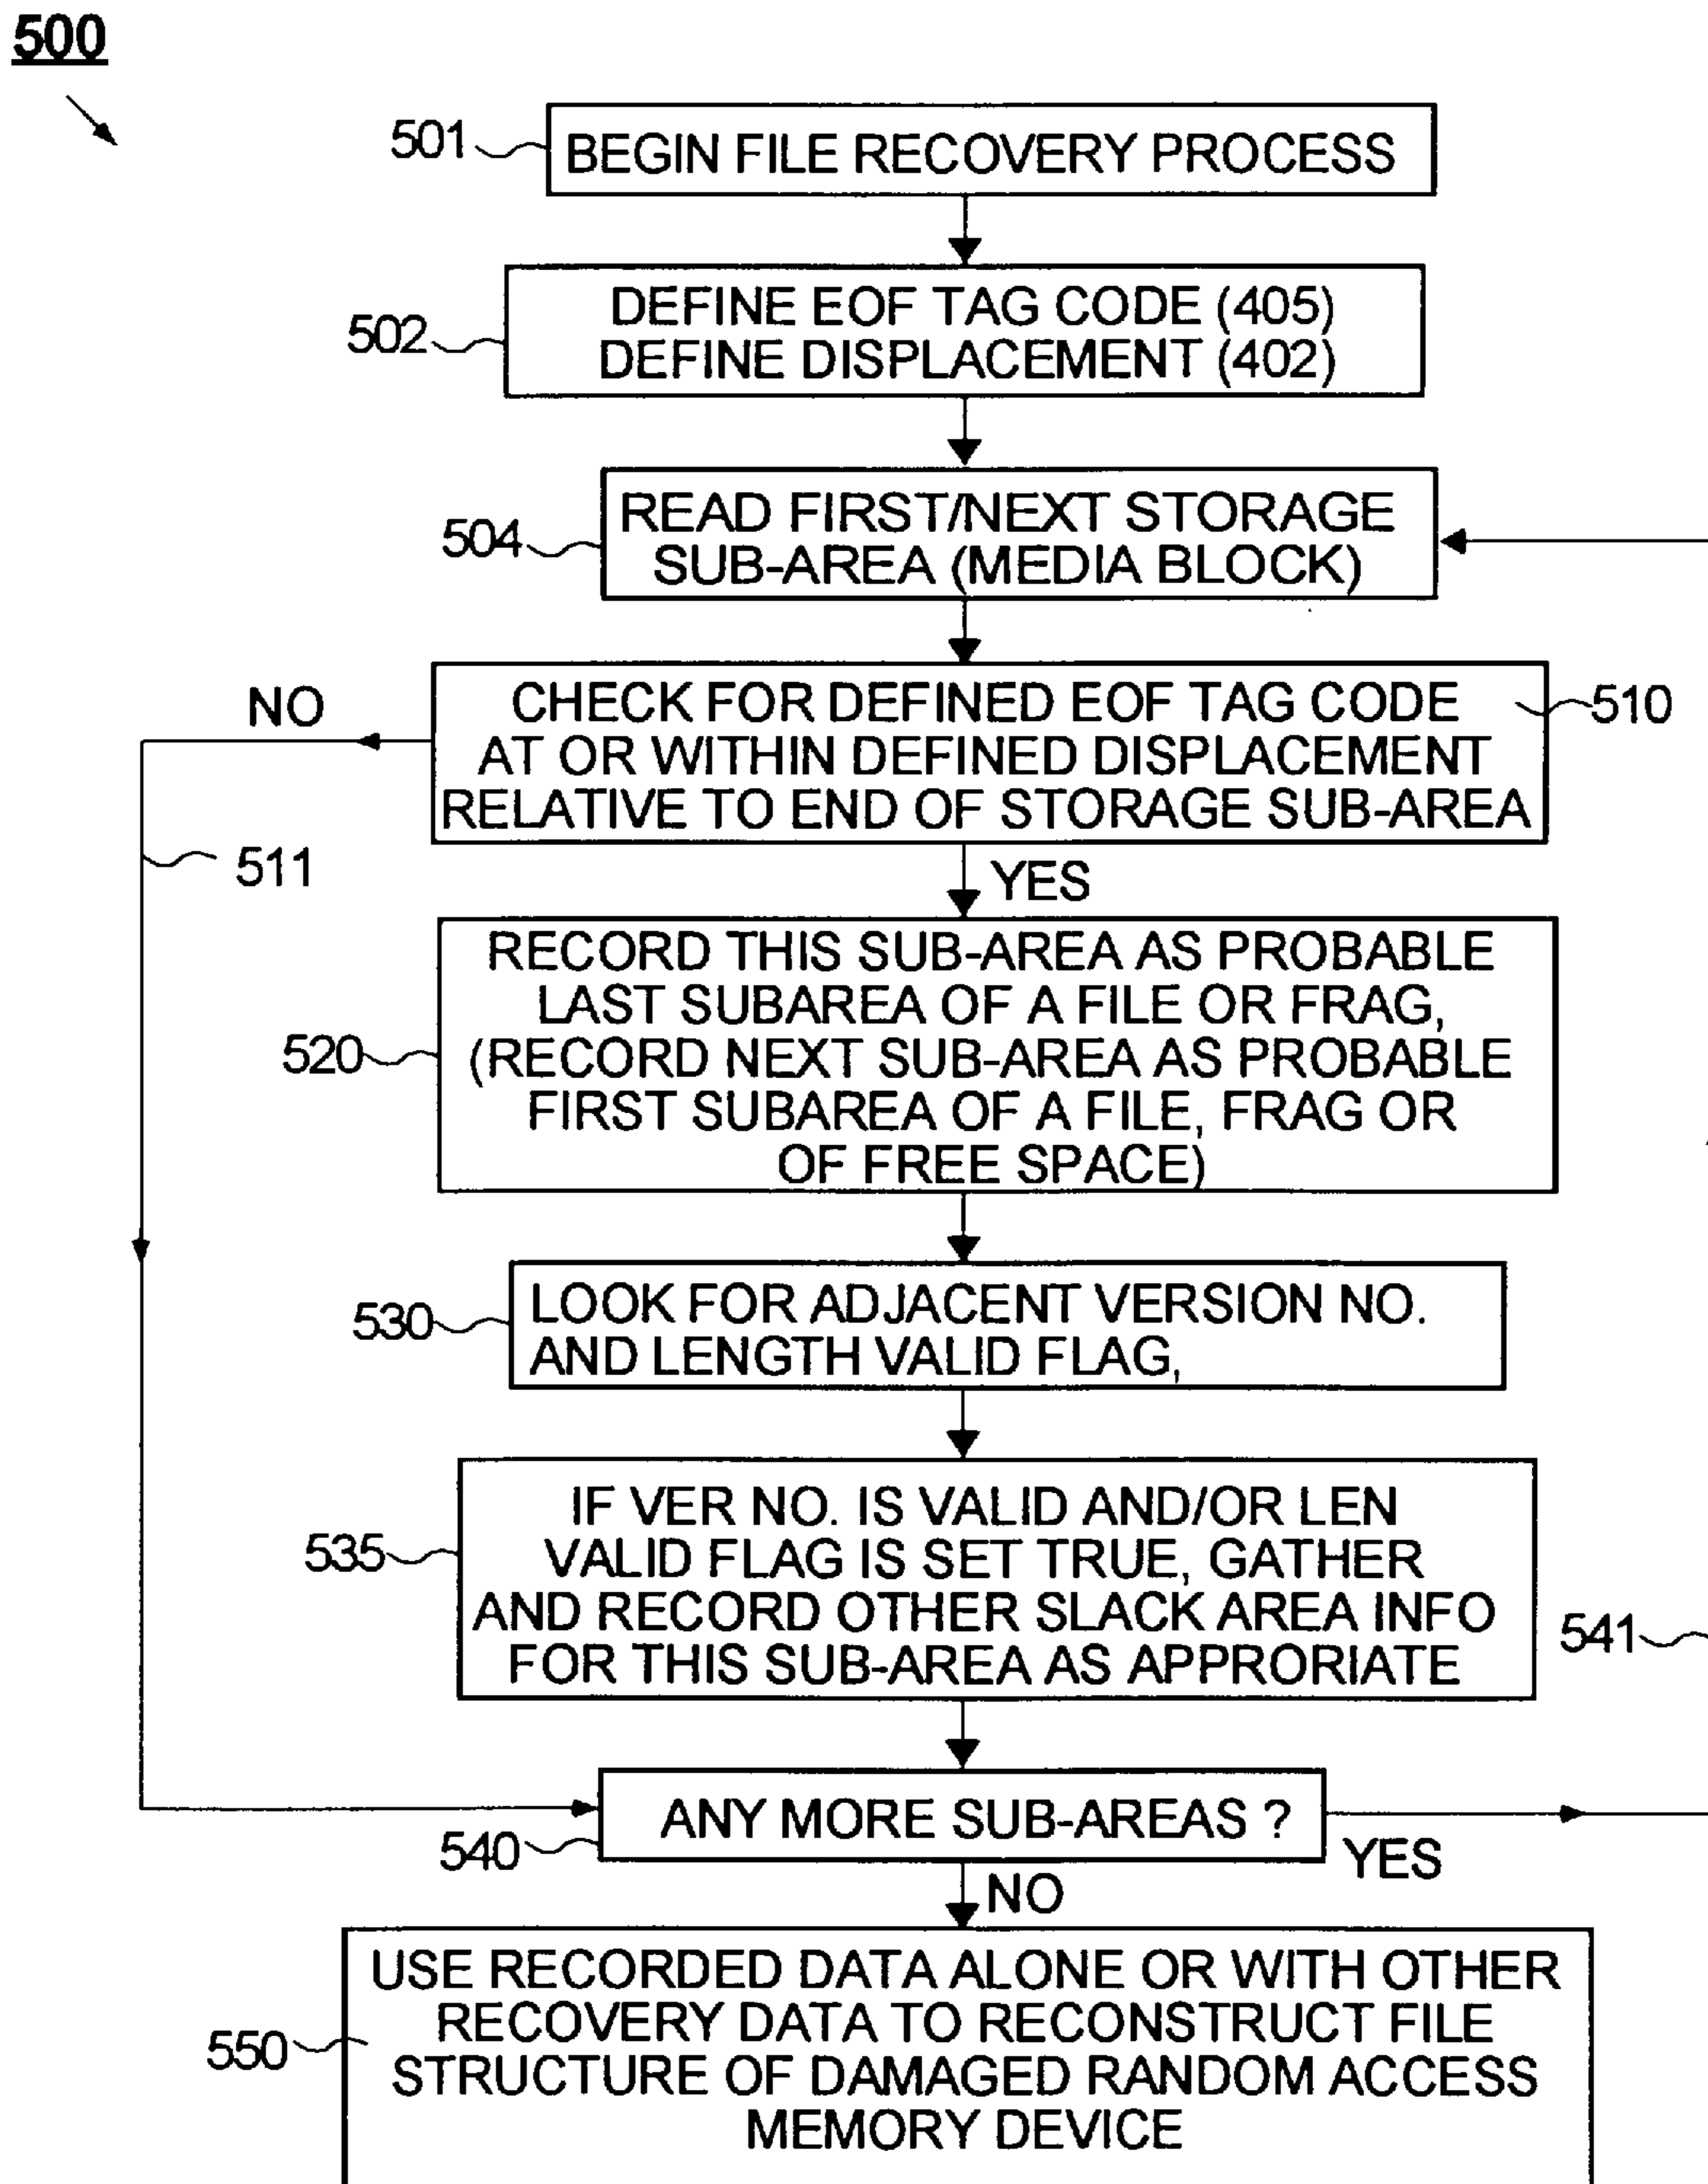 500
501
BEGIN FILE RECOVERY PROCESS
502
DEFINE EOF TAG CODE (405)
DEFINE DISPLACEMENT (402)
504
READ FIRST/NEXT STORAGE
SUB-AREA (MEDIA BLOCK)
NO
CHECK FOR DEFINED EOF TAG CODE
AT OR WITHIN DEFINED DISPLACEMENT
RELATIVE TO END OF STORAGE SUB-AREA
510
511
YES
520
RECORD THIS SUB-AREA AS PROBABLE
LAST SUBAREA OF A FILE OR FRAG,
(RECORD NEXT SUB-AREA AS PROBABLE
FIRST SUBAREA OF A FILE, FRAG OR
OF FREE SPACE)
530
LOOK FOR ADJACENT VERSION NO.
AND LENGTH VALID FLAG,
535
IF VER NO. IS VALID AND/OR LEN
VALID FLAG IS SET TRUE, GATHER
AND RECORD OTHER SLACK AREA INFO
FOR THIS SUB-AREA AS APPRORIATE
541
540
ANY MORE SUB-AREAS ?
YES
NO
550
USE RECORDED DATA ALONE OR WITH OTHER
RECOVERY DATA TO RECONSTRUCT FILE
STRUCTURE OF DAMAGED RANDOM ACCESS
MEMORY DEVICE